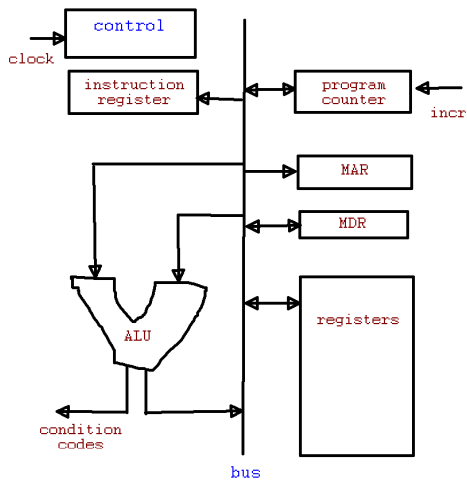 control
clock
instruction
register
program
counter
incr
MAR
MDR
registers
ALU
condition
codes
bus